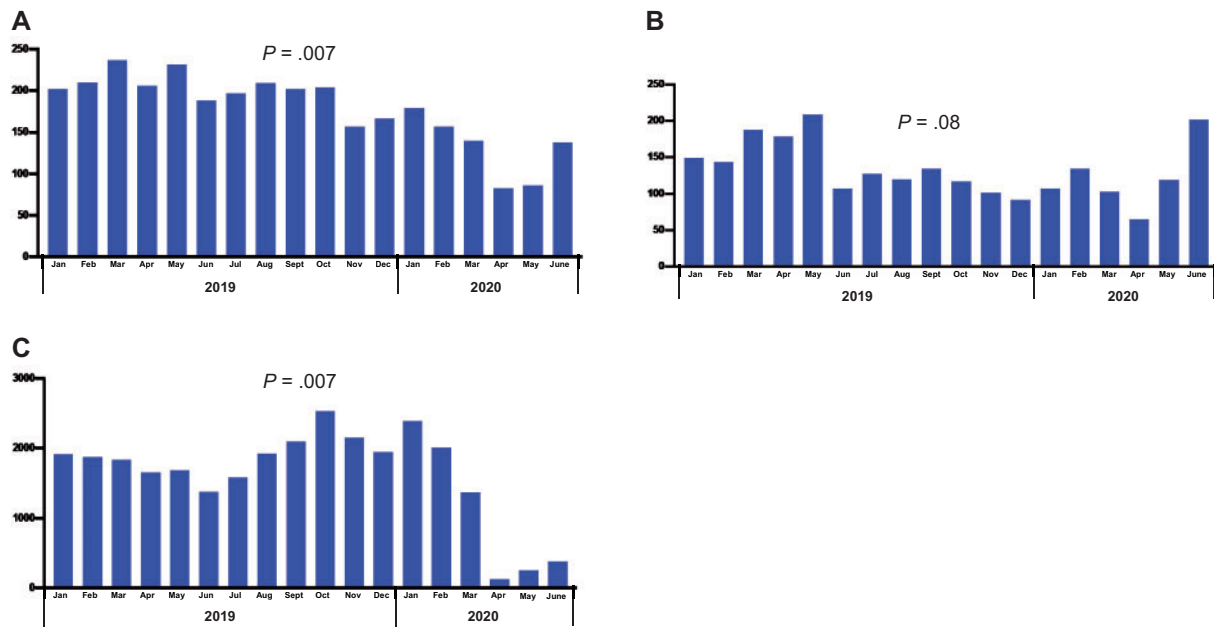 A
P = .007
250
200
150
100
50
0
Jan Feb Mar Apr May Jun Jul Aug Sept Oct Nov Dec Jan Feb Mar Apr May June
2019 2020
B
P = .08
250
200
150
100
50
0
Jan Feb Mar Apr May Jun Jul Aug Sept Oct Nov Dec Jan Feb Mar Apr May June
2019 2020
C
P = .007
3000
2000
1000
0
Jan Feb Mar Apr May Jun Jul Aug Sept Oct Nov Dec Jan Feb Mar Apr May June
2019 2020